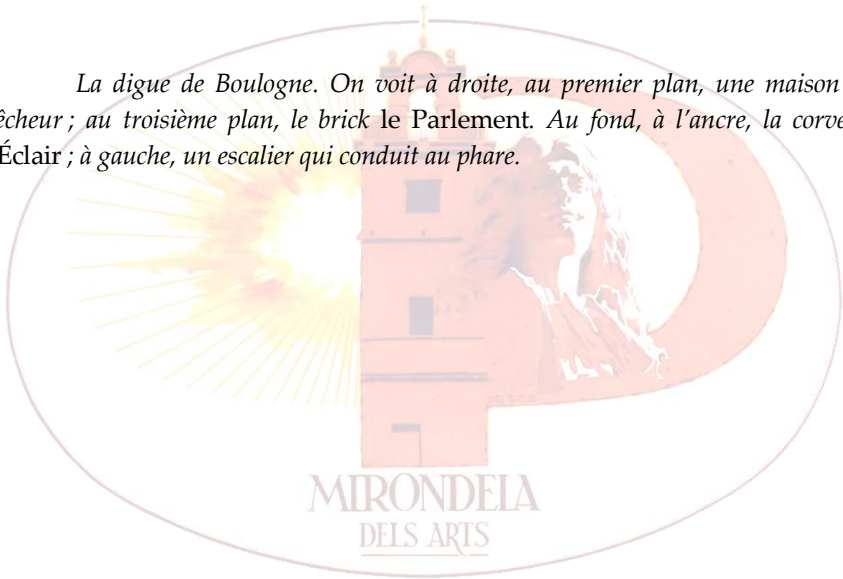 La digue de Boulogne. On voit à droite, au premier plan, une maison
êcheur ; au troisième plan, le brick le Parlement. Au fond, à l'ancre, la corve
Éclair ; à gauche, un escalier qui conduit au phare.
MIRONDELA
DELS ARTS